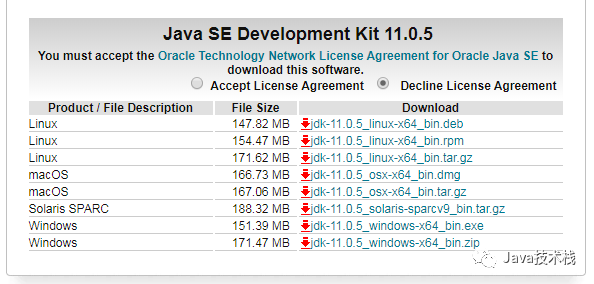 Java SE Development Kit 11.0.5
You must accept the Oracle Technology Network License Agreement for Oracle Java SE to
download this software.
Accept License Agreement Decline License Agreement
Product / File Description File Size Download
Linux 147.82 MB jdk-11.0.5_linux-x64_bin.deb
Linux 154.47 MB jdk-11.0.5_linux-x64_bin.rpm
Linux 171.62 MB jdk-11.0.5_linux-x64_bin.tar.gz
macOS 166.73 MB jdk-11.0.5_osx-x64_bin.dmg
macOS 167.06 MB jdk-11.0.5_osx-x64_bin.tar.gz
Solaris SPARC 188.32 MB jdk-11.0.5_solaris-sparcv9_bin.tar.gz
Windows 151.39 MB jdk-11.0.5_windows-x64_bin.exe
Windows 171.47 MB jdk-11.0.5_windows-x64_bin.zip
Java技术栈